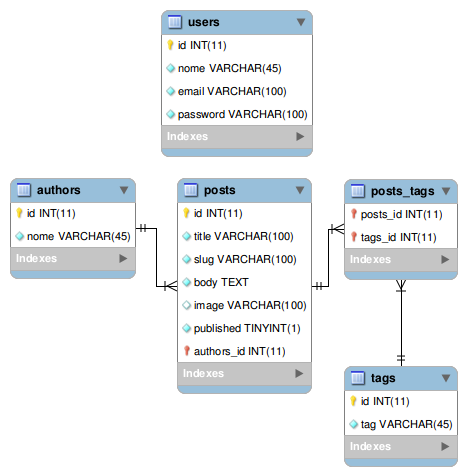 users
id INT(11)
nome VARCHAR(45)
email VARCHAR(100)
password VARCHAR(100)
Indexes
authors
id INT(11)
nome VARCHAR(45)
Indexes
posts
id INT(11)
title VARCHAR(100)
slug VARCHAR(100)
body TEXT
image VARCHAR(100)
published TINYINT(1)
authors_id INT(11)
Indexes
posts_tags
posts_id INT(11)
tags_id INT(11)
Indexes
tags
id INT(11)
tag VARCHAR(45)
Indexes